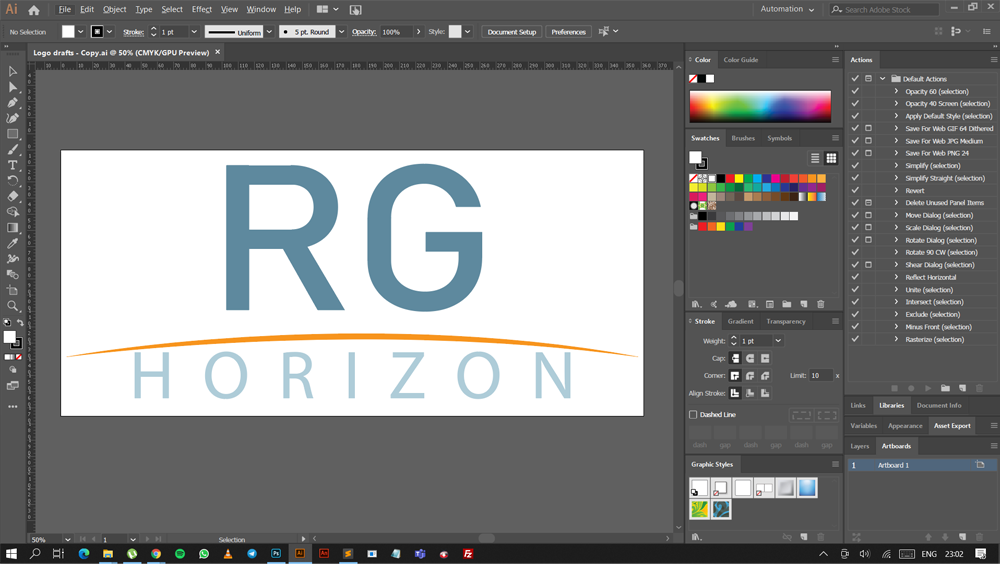 Ai File Edit Object Type Select Effect View Window Help Automation Search Adobe Stock
No Selection Stroke: 1 pt Uniform 5 pt. Round Opacity: 100% Style: Document Setup Preferences
Logo drafts - Copy.ai @ 50% (CMYK/GPU Preview) ×
RG
HORIZON
50% 1 Selection
Color Color Guide
Swatches Brushes Symbols
Stroke Gradient Transparency
Weight: 1 pt
Cap:
Corner: Limit: 10 x
Align Stroke:
Dashed Line
dash gap dash gap dash gap
Graphic Styles
Actions
Default Actions
Opacity 60 (selection)
Opacity 40 Screen (selection)
Apply Default Style (selection)
Save For Web GIF 64 Dithered
Save For Web JPG Medium
Save For Web PNG 24
Simplify (selection)
Simplify Straight (selection)
Revert
Delete Unused Panel Items
Move Dialog (selection)
Scale Dialog (selection)
Rotate Dialog (selection)
Rotate 90 CW (selection)
Shear Dialog (selection)
Reflect Horizontal
Unite (selection)
Intersect (selection)
Exclude (selection)
Minus Front (selection)
Rasterize (selection)
Links Libraries Document Info
Variables Appearance Asset Export
Layers Artboards
1 Artboard 1
Ps Ai An S Fz ENG 23:02